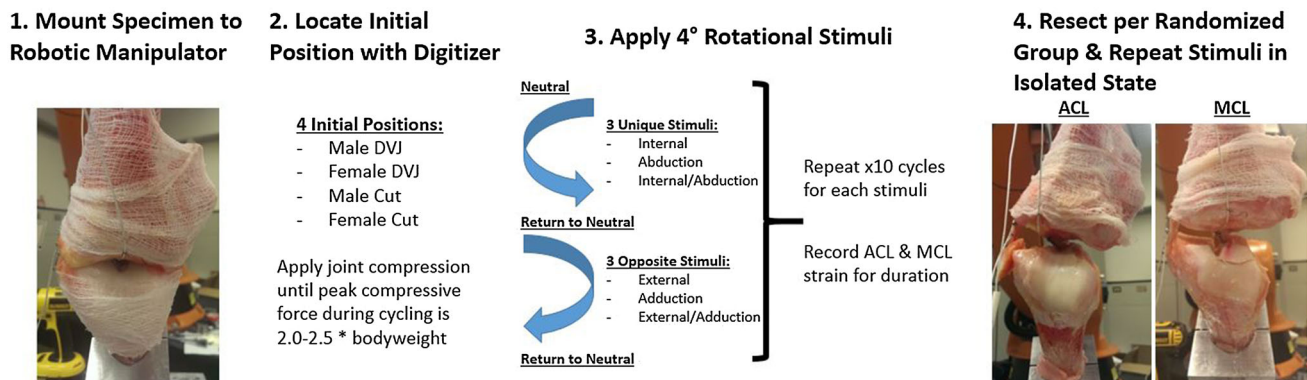 1. Mount Specimen to
Robotic Manipulator
2. Locate Initial
Position with Digitizer
4 Initial Positions:
- Male DVJ
- Female DVJ
- Male Cut
- Female Cut
Apply joint compression
until peak compressive
force during cycling is
2.0-2.5 * bodyweight
3. Apply 4° Rotational Stimuli
Neutral
3 Unique Stimuli:
- Internal
- Abduction
- Internal/Abduction
Return to Neutral
3 Opposite Stimuli:
- External
- Adduction
- External/Adduction
Return to Neutral
Repeat x10 cycles
for each stimuli
Record ACL & MCL
strain for duration
4. Resect per Randomized
Group & Repeat Stimuli in
Isolated State
ACL
MCL